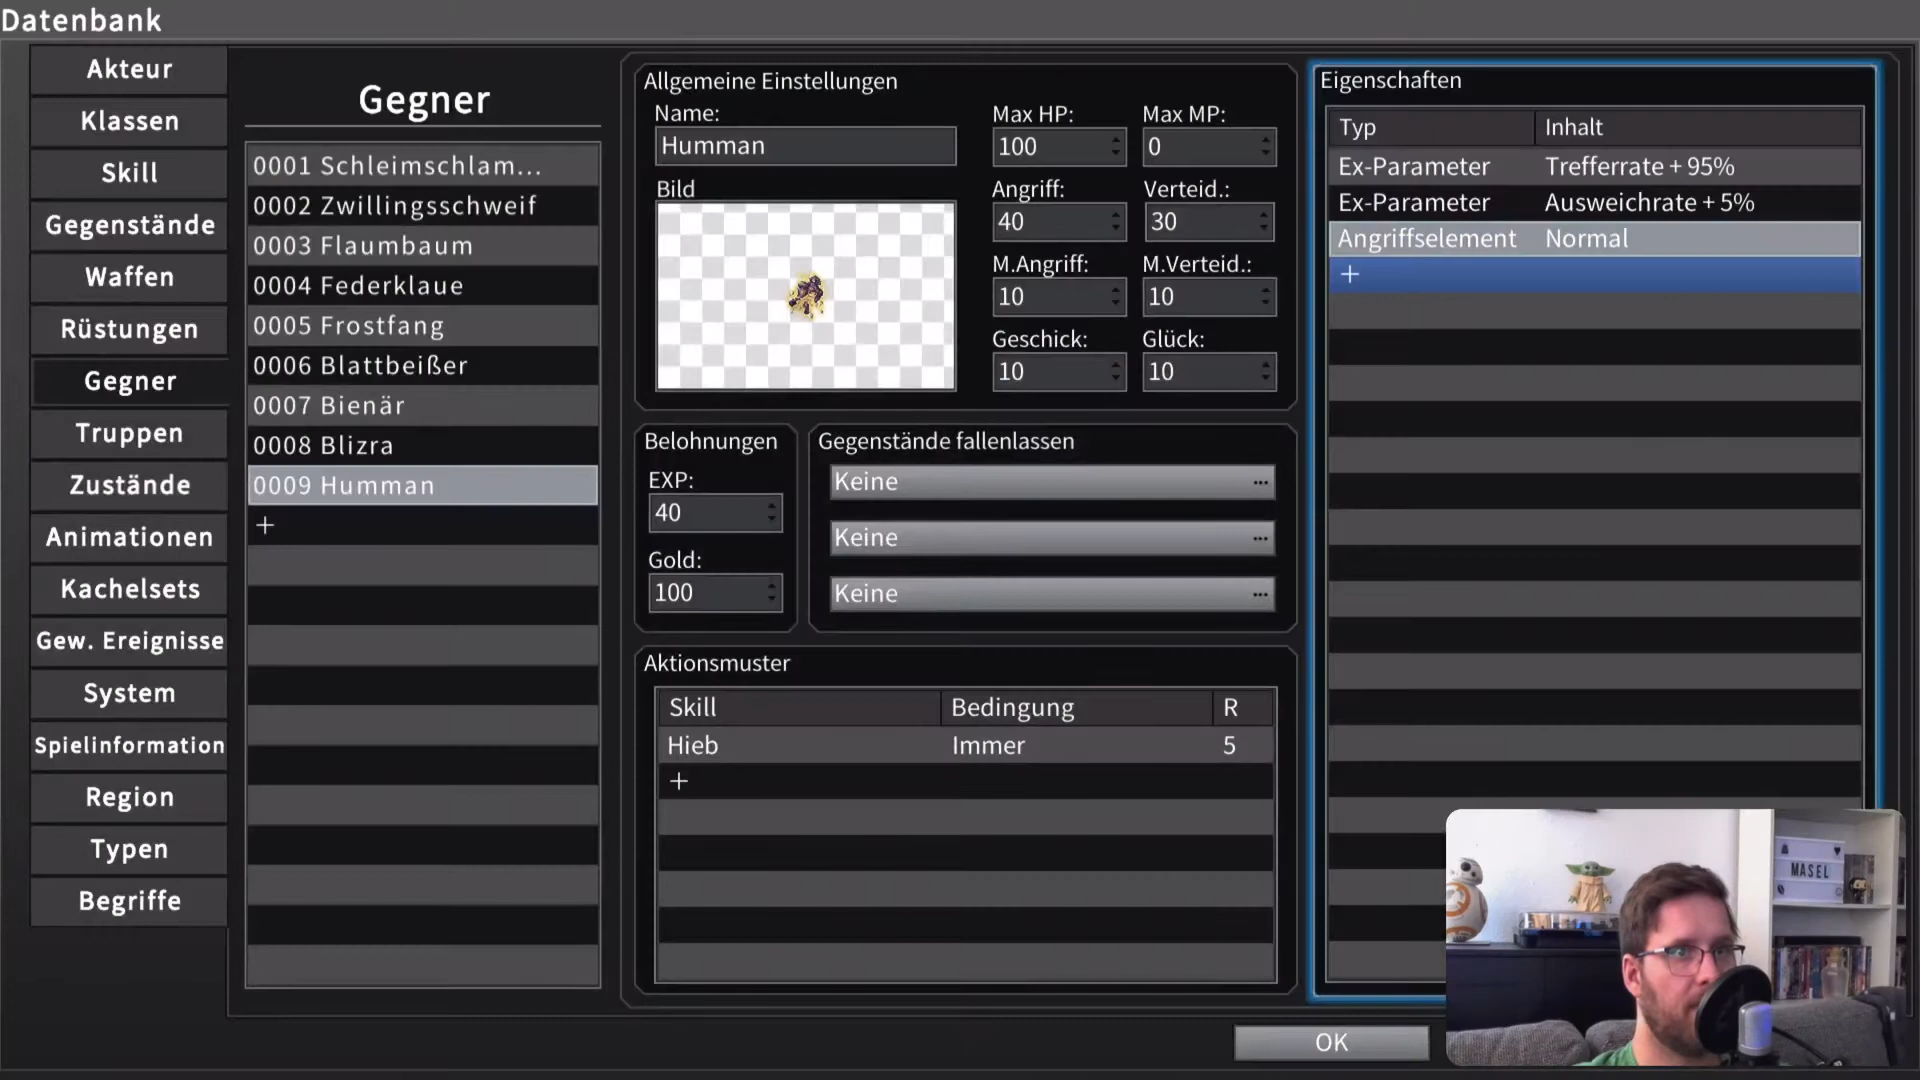 Datenbank
Akteur
Klassen
Skill
Gegenstände
Waffen
Rüstungen
Gegner
Truppen
Zustände
Animationen
Kachelsets
Gew. Ereignisse
System
Spielinformation
Region
Typen
Begriffe
Gegner
0001 Schleimschlam...
0002 Zwillingsschweif
0003 Flaumbaum
0004 Federklaue
0005 Frostfang
0006 Blattbeißer
0007 Bienär
0008 Blizra
0009 Humman
+
Allgemeine Einstellungen
Name:
Humman
Bild
Max HP: Max MP:
100 0
Angriff: Verteid.:
40 30
M.Angriff: M.Verteid.:
10 10
Geschick: Glück:
10 10
Belohnungen
EXP:
40
Gold:
100
Gegenstände fallenlassen
Keine ...
Keine ...
Keine ...
Aktionsmuster
Skill Bedingung R
Hieb Immer 5
+
Eigenschaften
Typ Inhalt
Ex-Parameter Trefferrate + 95%
Ex-Parameter Ausweichrate + 5%
Angriffselement Normal
+
OK
MASEL